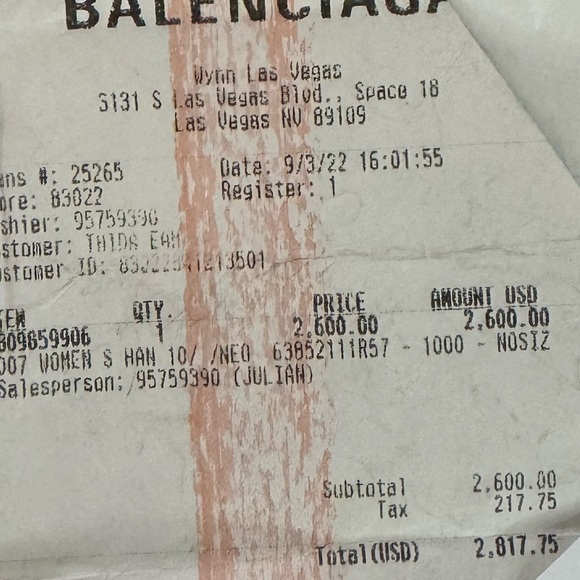 BALENCIAGA
Wynn Las Vegas
3131 S Las Vegas Blvd., Space 18
Las Vegas NV 89109
ans #: 25265
Date: 9/3/22 16:01:55
ore: 83022
Register: 1
shier: 95759390
stomer: THIDA EAM
stomer ID:
TEM QTY. PRICE AMOUNT USD
809859906 1 2,600.00 2,600.00
007 WOMEN S HAN 10/ /NEO 63852111R57 - 1000 - NOSIZ
Salesperson: 95759390 (JULIAN)
Subtotal 2,600.00
Tax 217.75
Total(USD) 2,817.75